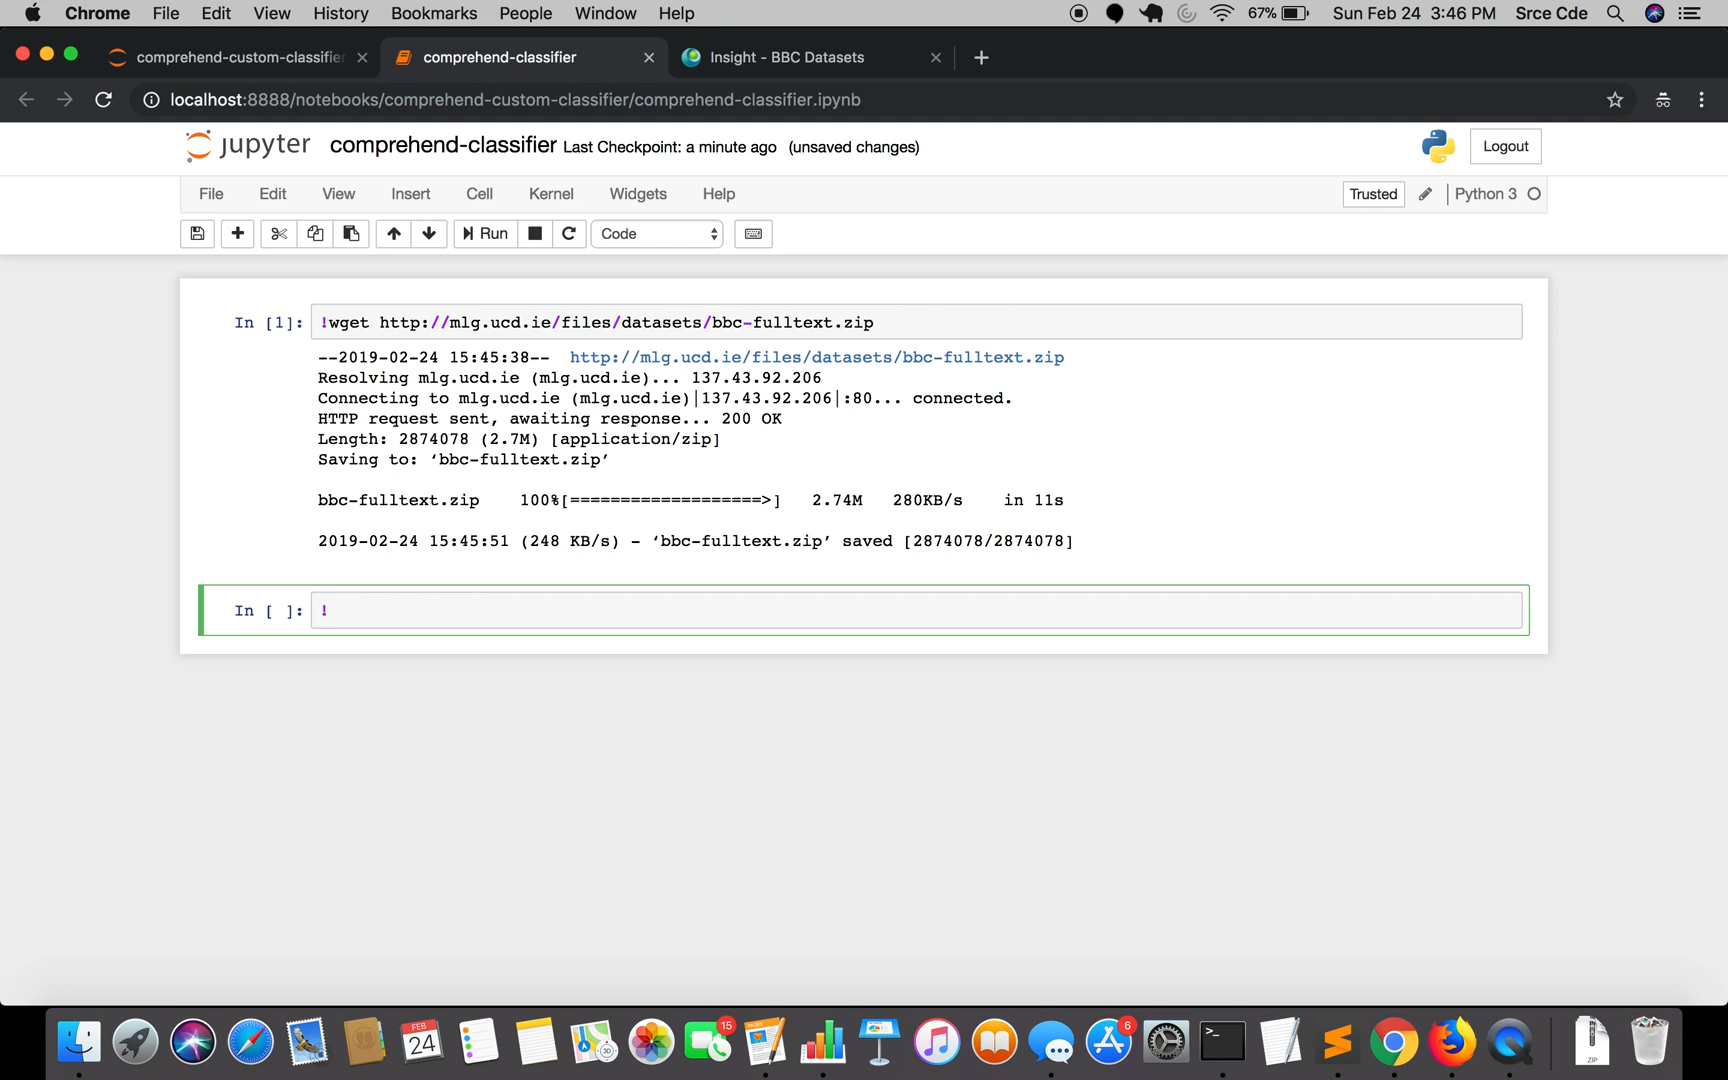 Chrome File Edit View History Bookmarks People Window Help 67% Sun Feb 24 3:46 PM Srce Cde
comprehend-custom-classifier comprehend-classifier Insight - BBC Datasets
localhost:8888/notebooks/comprehend-custom-classifier/comprehend-classifier.ipynb
jupyter comprehend-classifier Last Checkpoint: a minute ago (unsaved changes) Logout
File Edit View Insert Cell Kernel Widgets Help Trusted Python 3
Run Code
In [1]: !wget http://mlg.ucd.ie/files/datasets/bbc-fulltext.zip
--2019-02-24 15:45:38-- http://mlg.ucd.ie/files/datasets/bbc-fulltext.zip
Resolving mlg.ucd.ie (mlg.ucd.ie)... 137.43.92.206
Connecting to mlg.ucd.ie (mlg.ucd.ie)|137.43.92.206|:80... connected.
HTTP request sent, awaiting response... 200 OK
Length: 2874078 (2.7M) [application/zip]
Saving to: ‘bbc-fulltext.zip’
bbc-fulltext.zip 100%[===================>] 2.74M 280KB/s in 11s
2019-02-24 15:45:51 (248 KB/s) - ‘bbc-fulltext.zip’ saved [2874078/2874078]
In [ ]: !
FEB 15 6
24
ZIP